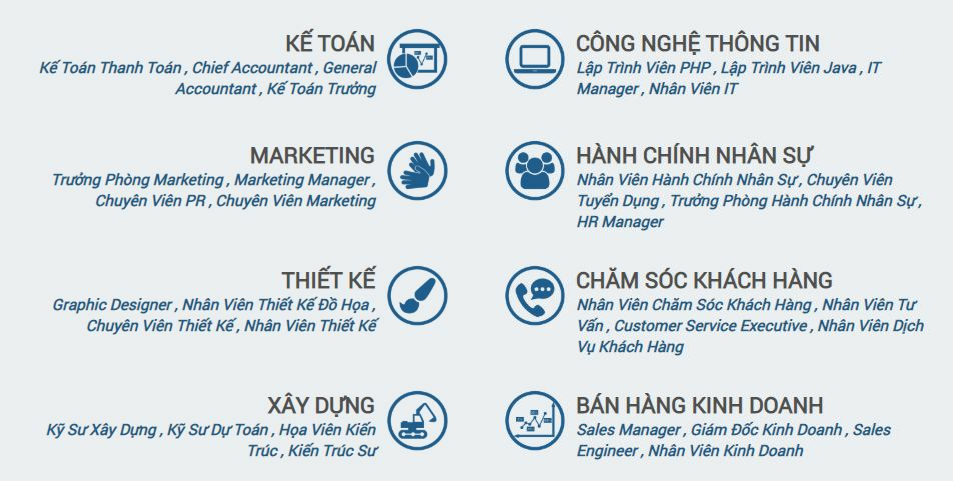 KẾ TOÁN
Kế Toán Thanh Toán , Chief Accountant , General
Accountant , Kế Toán Trưởng
CÔNG NGHỆ THÔNG TIN
Lập Trình Viên PHP , Lập Trình Viên Java , IT
Manager , Nhân Viên IT
MARKETING
Trưởng Phòng Marketing , Marketing Manager ,
Chuyên Viên PR , Chuyên Viên Marketing
HÀNH CHÍNH NHÂN SỰ
Nhân Viên Hành Chính Nhân Sự , Chuyên Viên
Tuyển Dụng , Trưởng Phòng Hành Chính Nhân Sự ,
HR Manager
THIẾT KẾ
Graphic Designer , Nhân Viên Thiết Kế Đồ Họa ,
Chuyên Viên Thiết Kế , Nhân Viên Thiết Kế
CHĂM SÓC KHÁCH HÀNG
Nhân Viên Chăm Sóc Khách Hàng , Nhân Viên Tư
Vấn , Customer Service Executive , Nhân Viên Dịch
Vụ Khách Hàng
XÂY DỰNG
Kỹ Sư Xây Dựng , Kỹ Sư Dự Toán , Họa Viên Kiến
Trúc , Kiến Trúc Sư
BÁN HÀNG KINH DOANH
Sales Manager , Giám Đốc Kinh Doanh , Sales
Engineer , Nhân Viên Kinh Doanh